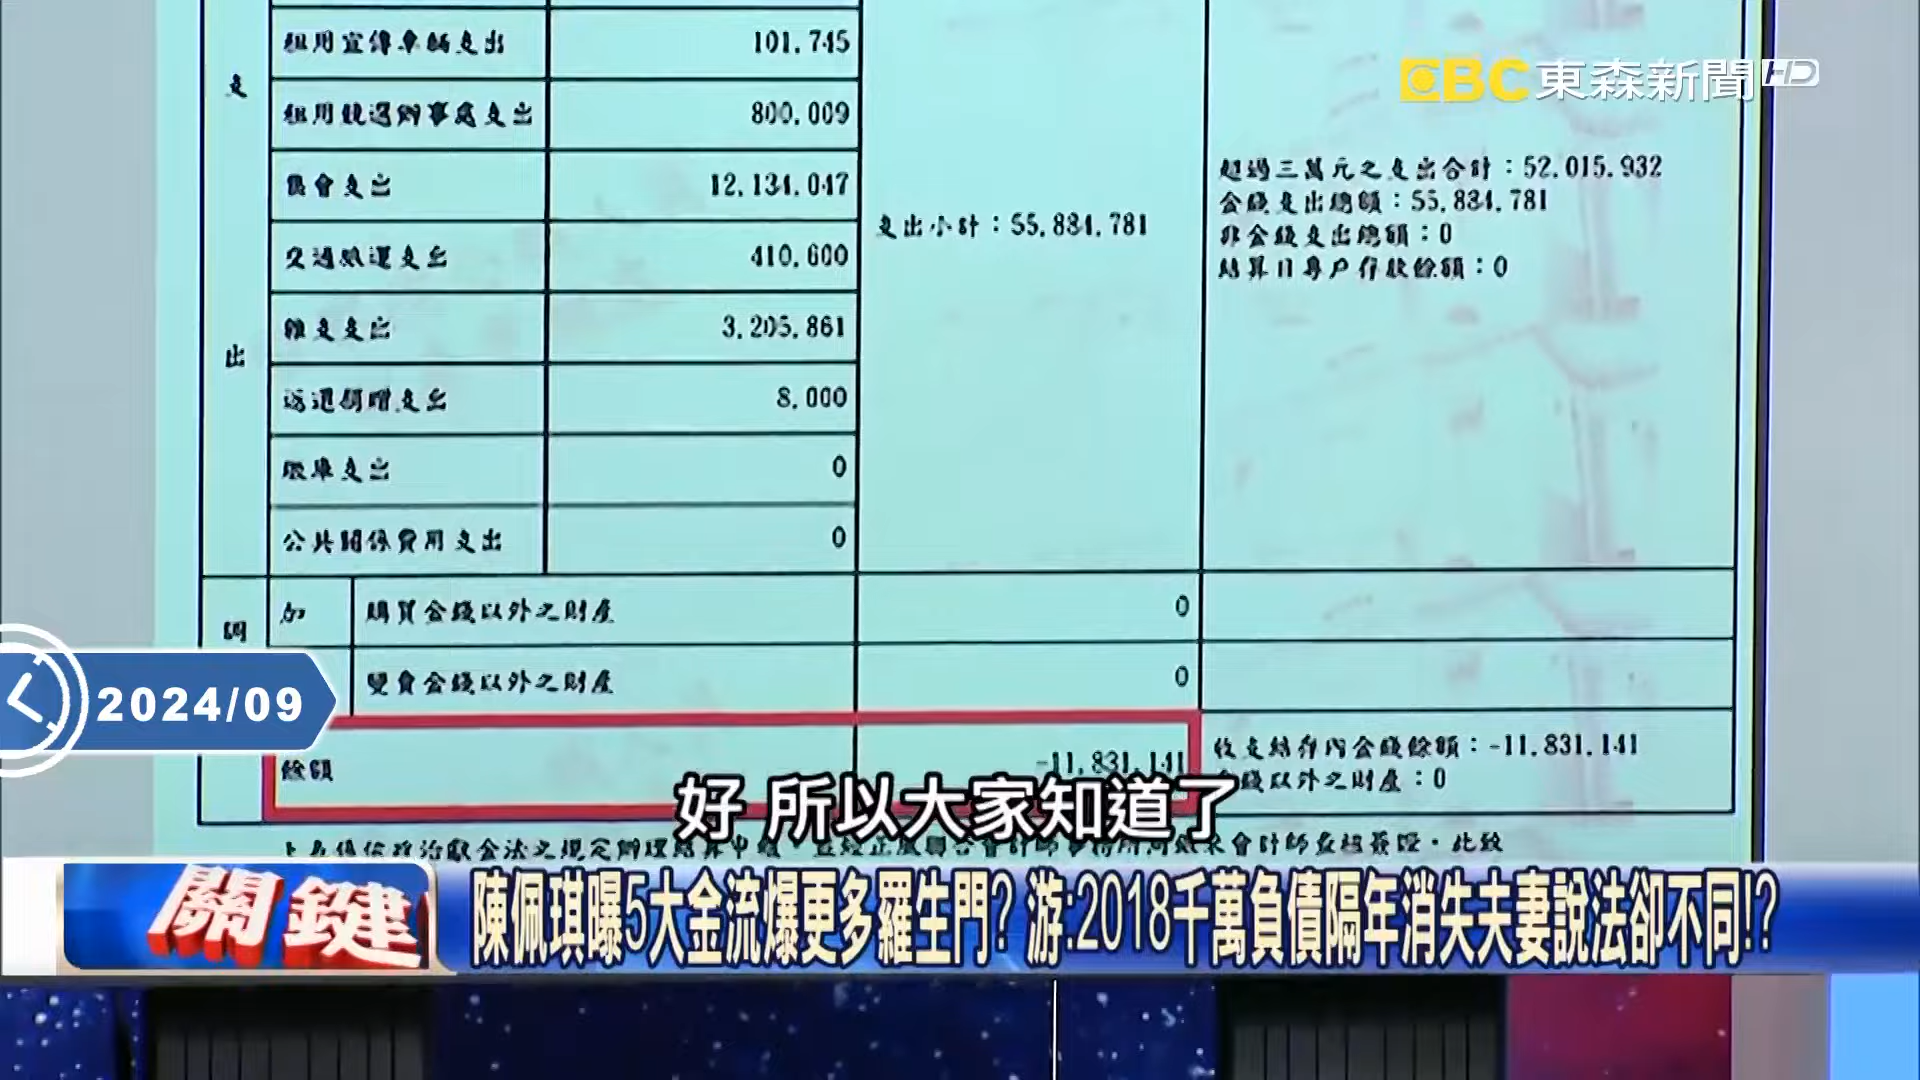 租用宣傳車輛支出 101,745
EBC 東森新聞 HD
支
租用競選辦事處支出 800,009
超過三萬元之支出合計：52,015,932
集會支出 12,134,047
金錢支出總額：55,834,781
支出小計：55,834,781
非金錢支出總額：0
交通旅運支出 410,600
結算日專戶存款餘額：0
雜支支出 3,205,861
出
返還捐贈支出 8,000
繳庫支出 0
公共關係費用支出 0
加 購買金錢以外之財產 0
調
變賣金錢以外之財產 0
2024/09
收支結存內金錢餘額：-11,831,141
餘額 -11,831,141
錢以外之財產：0
好 所以大家知道了
關鍵
陳佩琪曝5大金流爆更多羅生門? 游:2018千萬負債隔年消失夫妻說法卻不同!?